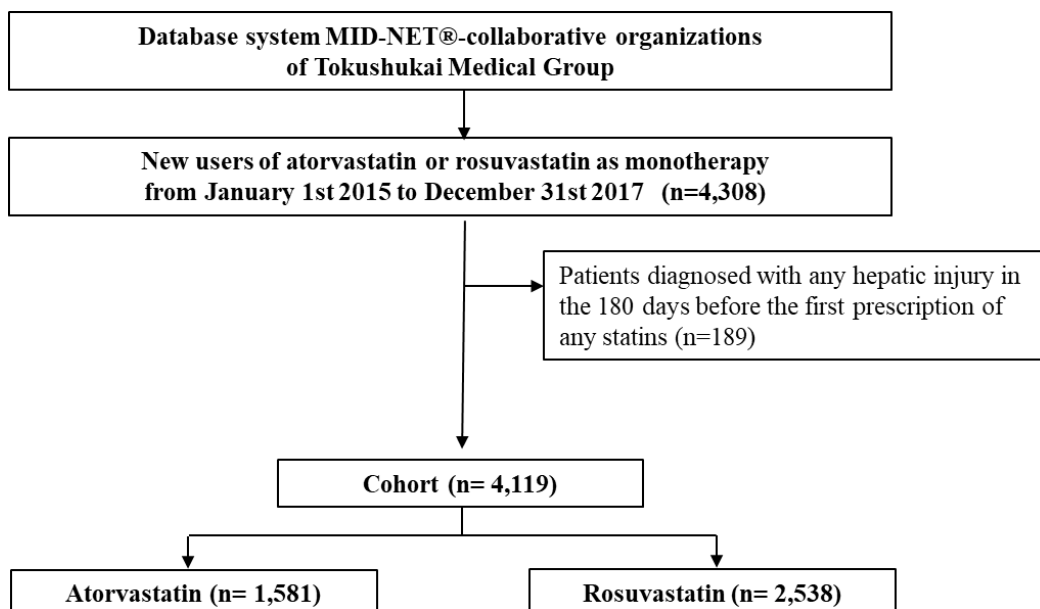 Database system MID-NET®-collaborative organizations
of Tokushukai Medical Group
New users of atorvastatin or rosuvastatin as monotherapy
from January 1st 2015 to December 31st 2017 (n=4,308)
Patients diagnosed with any hepatic injury in
the 180 days before the first prescription of
any statins (n=189)
Cohort (n= 4,119)
Atorvastatin (n= 1,581)
Rosuvastatin (n= 2,538)